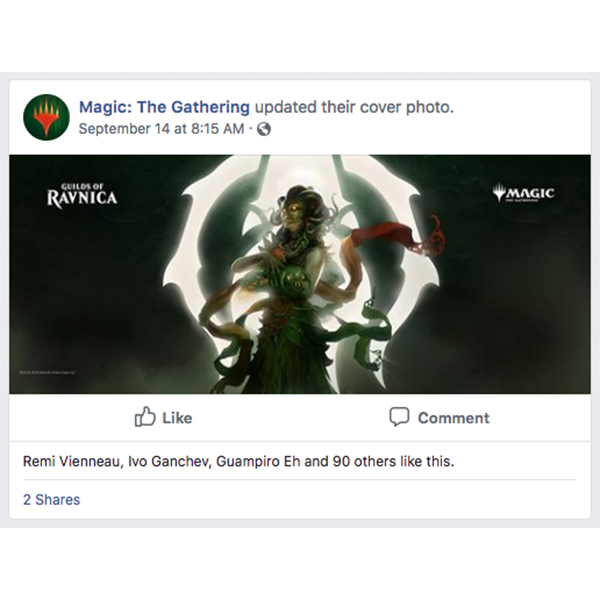 Magic: The Gathering updated their cover photo.
September 14 at 8:15 AM ·
GUILDS OF
RAVNICA
MAGIC
THE GATHERING
Like
Comment
Remi Vienneau, Ivo Ganchev, Guampiro Eh and 90 others like this.
2 Shares